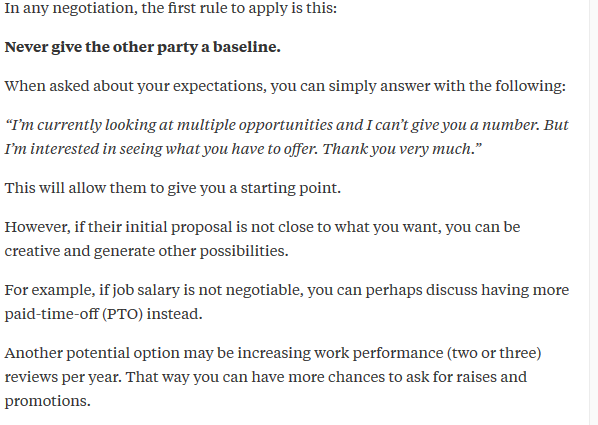 In any negotiation, the first rule to apply is this:
Never give the other party a baseline.
When asked about your expectations, you can simply answer with the following:
“I’m currently looking at multiple opportunities and I can’t give you a number. But
I’m interested in seeing what you have to offer. Thank you very much.”
This will allow them to give you a starting point.
However, if their initial proposal is not close to what you want, you can be
creative and generate other possibilities.
For example, if job salary is not negotiable, you can perhaps discuss having more
paid-time-off (PTO) instead.
Another potential option may be increasing work performance (two or three)
reviews per year. That way you can have more chances to ask for raises and
promotions.